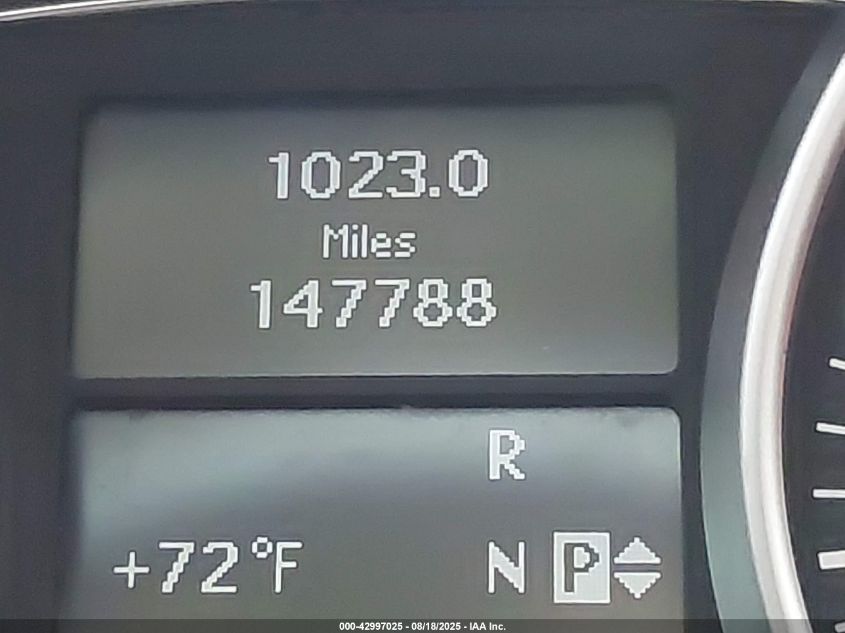 1023.0
Miles
147788
R
+72°F N P
000-42997025 - 08/18/2025 - IAA Inc.